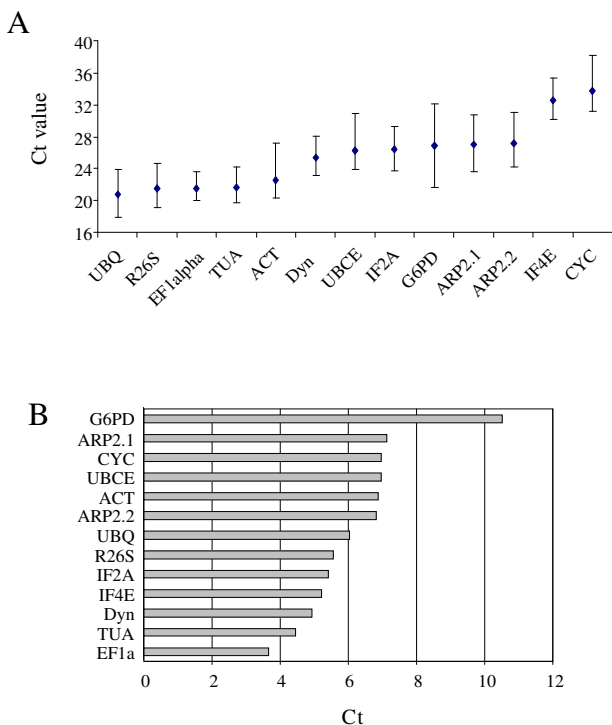 A
Ct value
40
36
32
28
24
20
16
UBQ
R26S
EF1alpha
TUA
ACT
Dyn
UBCE
IF2A
G6PD
ARP2.1
ARP2.2
IF4E
CYC
B
G6PD
ARP2.1
CYC
UBCE
ACT
ARP2.2
UBQ
R26S
IF2A
IF4E
Dyn
TUA
EF1a
0 2 4 6 8 10 12
Ct